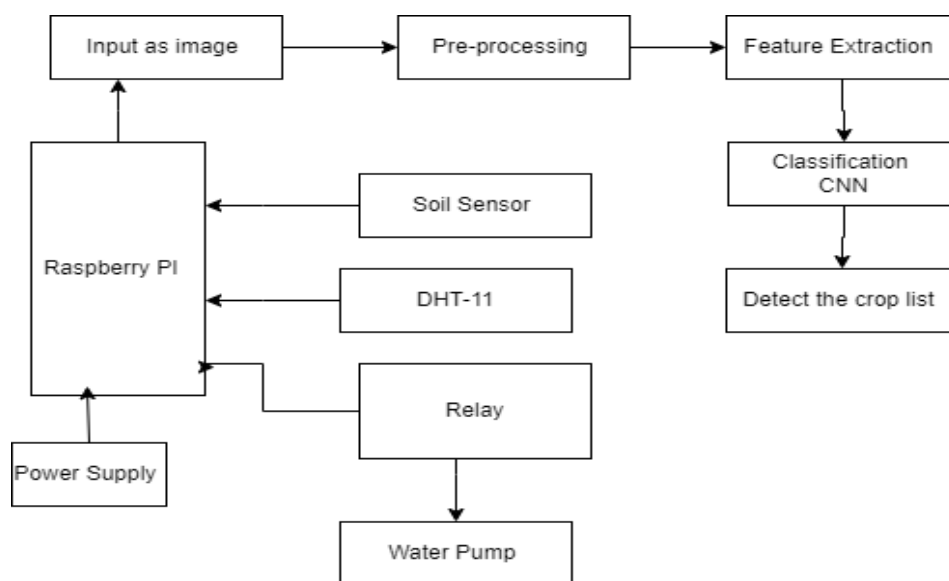 Input as image
Pre-processing
Feature Extraction
Classification
CNN
Soil Sensor
Raspberry PI
DHT-11
Detect the crop list
Relay
Power Supply
Water Pump